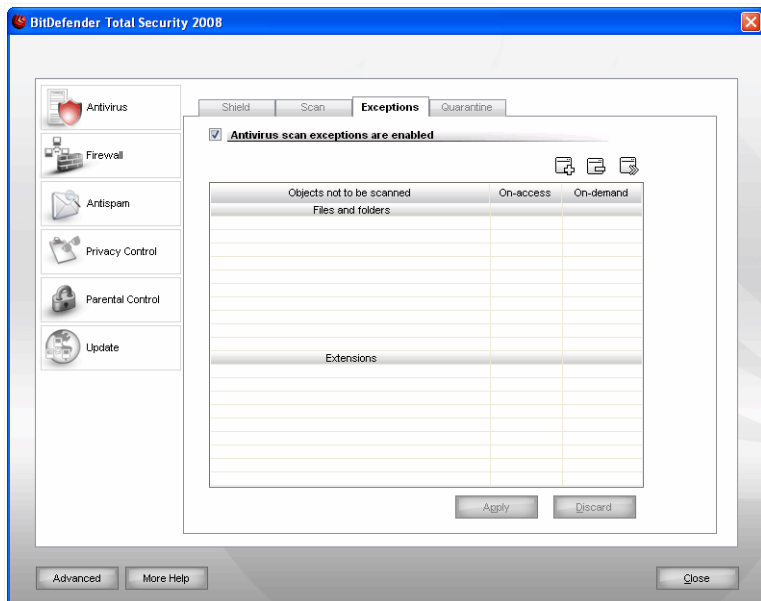 BitDefender Total Security 2008
Antivirus
Firewall
Antispam
Privacy Control
Parental Control
Update
Shield
Scan
Exceptions
Quarantine
Antivirus scan exceptions are enabled
Objects not to be scanned
On-access
On-demand
Files and folders
Extensions
Apply
Discard
Advanced
More Help
Close